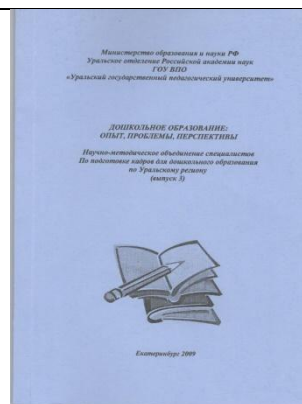 Министерство образования и науки РФ
Уральское отделение Российской академии наук
ГОУ ВПО
«Уральский государственный педагогический университет»
ДОШКОЛЬНОЕ ОБРАЗОВАНИЕ:
ОПЫТ, ПРОБЛЕМЫ, ПЕРСПЕКТИВЫ
Научно-методическое объединение специалистов
По подготовке кадров для дошкольного образования
по Уральскому региону
(выпуск 3)
Екатеринбург 2009